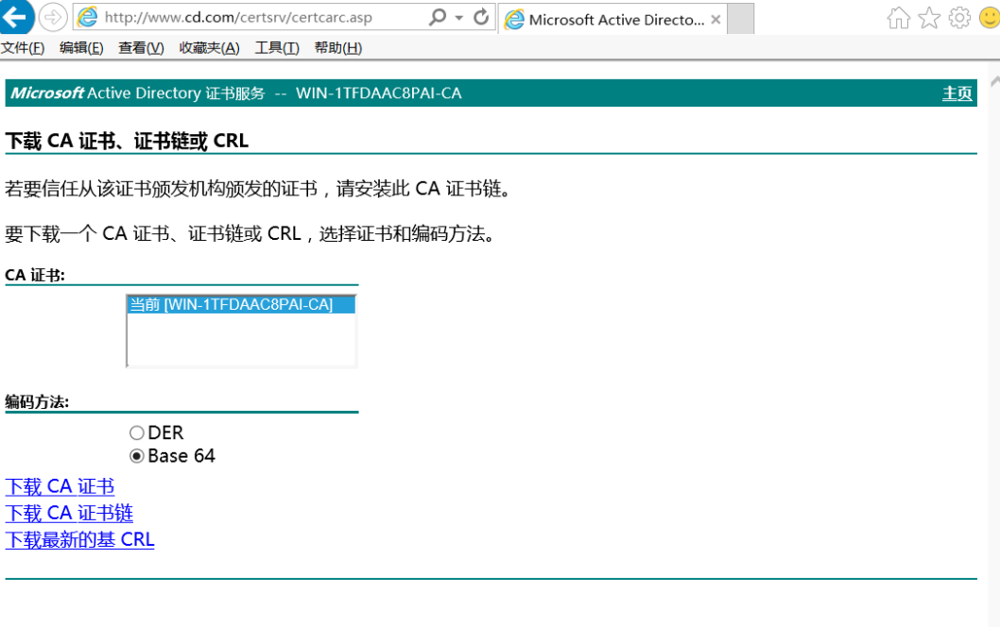 http://www.cd.com/certsrv/certcarc.asp
Microsoft Active Directo...
文件(F) 编辑(E) 查看(V) 收藏夹(A) 工具(T) 帮助(H)
Microsoft Active Directory 证书服务 -- WIN-1TFDAAC8PAI-CA 主页
下载 CA 证书、证书链或 CRL
若要信任从该证书颁发机构颁发的证书，请安装此 CA 证书链。
要下载一个 CA 证书、证书链或 CRL，选择证书和编码方法。
CA 证书:
当前 [WIN-1TFDAAC8PAI-CA]
编码方法:
DER
Base 64
下载 CA 证书
下载 CA 证书链
下载最新的基 CRL